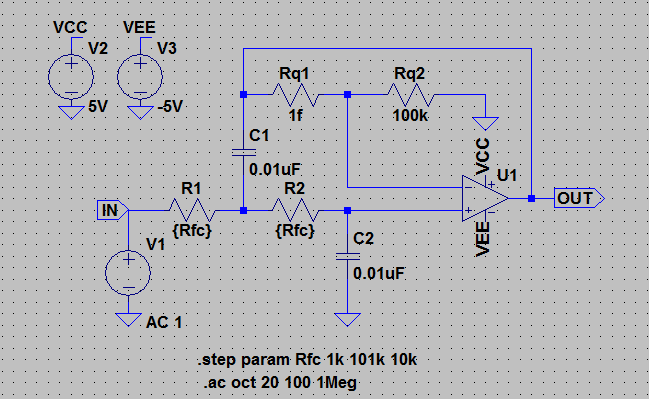 VCC VEE
V2 V3
5V -5V
Rq1 Rq2
1f 100k
C1
0.01uF
VCC
U1
R1 R2
IN
{Rfc} {Rfc}
OUT
VEE
V1
C2
0.01uF
AC 1
.step param Rfc 1k 101k 10k
.ac oct 20 100 1Meg